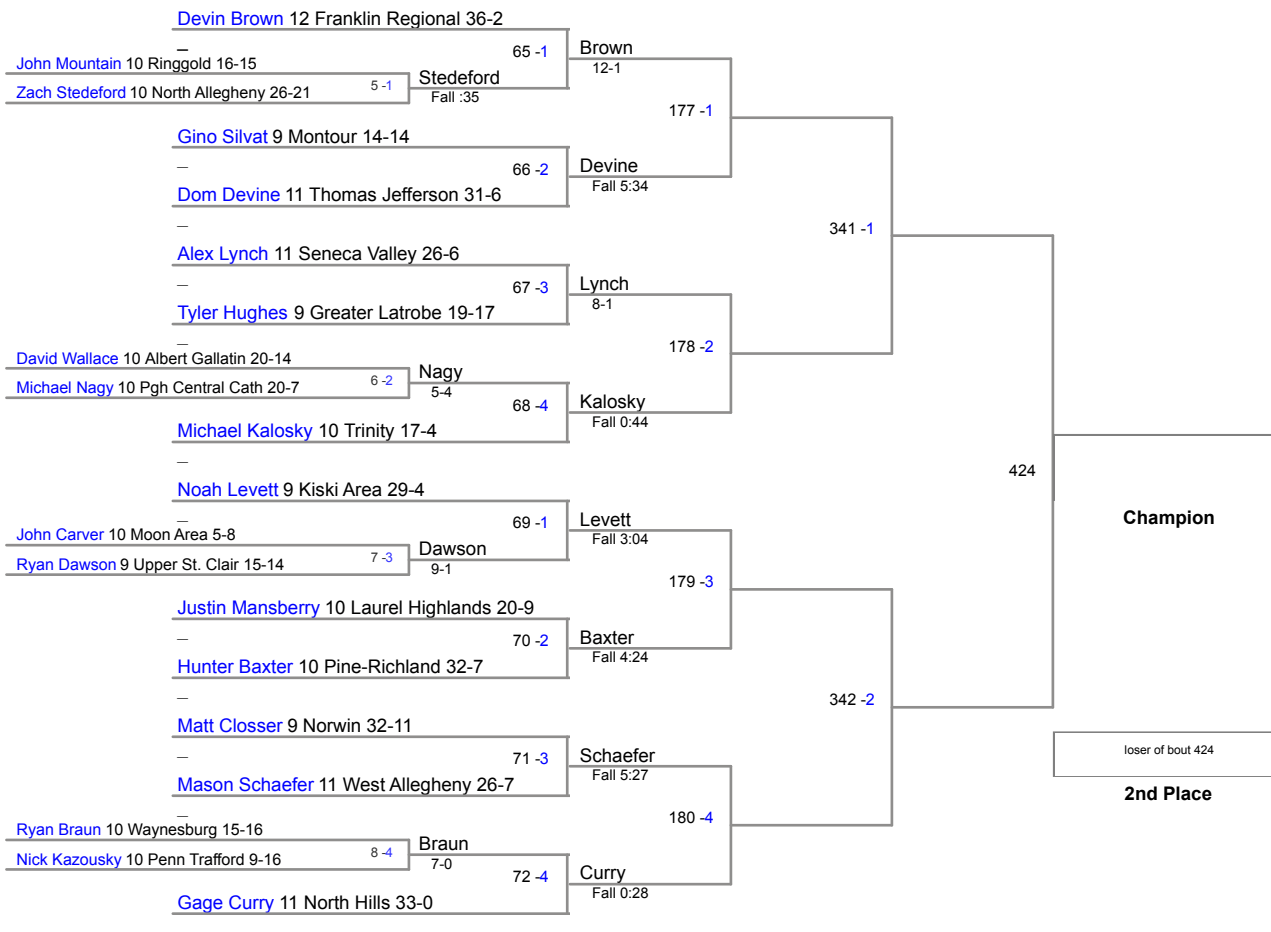 Devin Brown 12 Franklin Regional 36-2
_
65 -1
Brown
12-1
John Mountain 10 Ringgold 16-15
Zach Stedeford 10 North Allegheny 26-21
5 -1
Stedeford
Fall :35
177 -1
Gino Silvat 9 Montour 14-14
_
66 -2
Devine
Fall 5:34
Dom Devine 11 Thomas Jefferson 31-6
_
341 -1
Alex Lynch 11 Seneca Valley 26-6
_
67 -3
Lynch
8-1
Tyler Hughes 9 Greater Latrobe 19-17
_
178 -2
David Wallace 10 Albert Gallatin 20-14
Michael Nagy 10 Pgh Central Cath 20-7
6 -2
Nagy
5-4
68 -4
Kalosky
Fall 0:44
Michael Kalosky 10 Trinity 17-4
_
424
Champion
Noah Levett 9 Kiski Area 29-4
_
69 -1
Levett
Fall 3:04
John Carver 10 Moon Area 5-8
Ryan Dawson 9 Upper St. Clair 15-14
7 -3
Dawson
9-1
179 -3
Justin Mansberry 10 Laurel Highlands 20-9
_
70 -2
Baxter
Fall 4:24
Hunter Baxter 10 Pine-Richland 32-7
_
342 -2
Matt Closser 9 Norwin 32-11
_
71 -3
Schaefer
Fall 5:27
Mason Schaefer 11 West Allegheny 26-7
_
loser of bout 424
2nd Place
180 -4
Ryan Braun 10 Waynesburg 15-16
Nick Kazousky 10 Penn Trafford 9-16
8 -4
Braun
7-0
72 -4
Curry
Fall 0:28
Gage Curry 11 North Hills 33-0